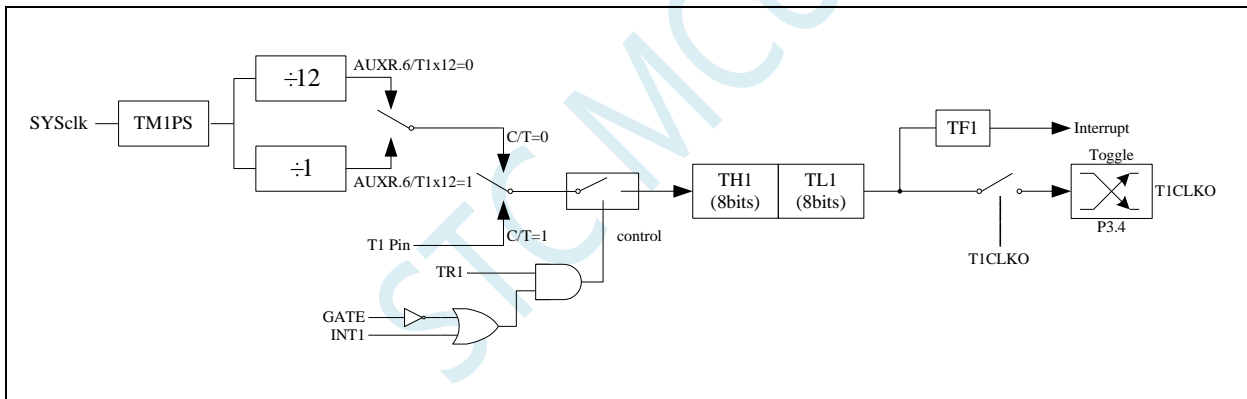 SYSclk
TM1PS
÷12
÷1
AUXR.6/T1x12=0
AUXR.6/T1x12=1
C/T=0
C/T=1
T1 Pin
TR1
GATE
INT1
control
TH1
(8bits)
TL1
(8bits)
TF1
Interrupt
Toggle
T1CLKO
P3.4
T1CLKO
STC MC